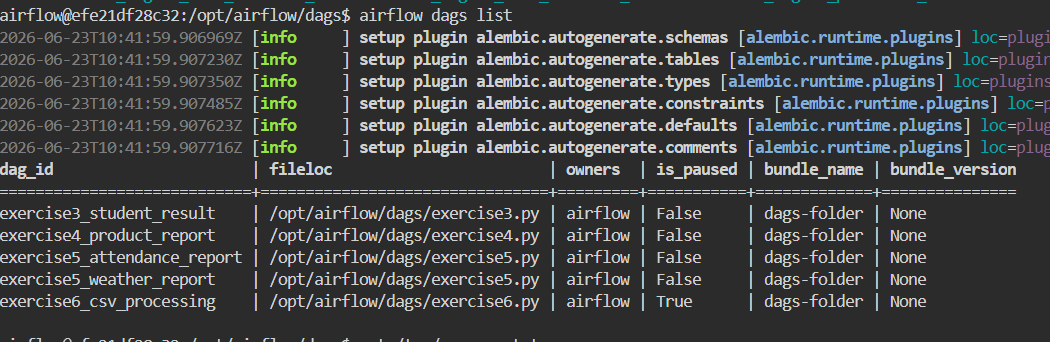 airflow@efe21df28c32:/opt/airflow/dags$ airflow dags list
2026-06-23T10:41:59.906969Z [info     ] setup plugin alembic.autogenerate.schemas [alembic.runtime.plugins] loc=plugin
2026-06-23T10:41:59.907230Z [info     ] setup plugin alembic.autogenerate.tables [alembic.runtime.plugins] loc=plugin
2026-06-23T10:41:59.907350Z [info     ] setup plugin alembic.autogenerate.types [alembic.runtime.plugins] loc=plugins
2026-06-23T10:41:59.907485Z [info     ] setup plugin alembic.autogenerate.constraints [alembic.runtime.plugins] loc=
2026-06-23T10:41:59.907623Z [info     ] setup plugin alembic.autogenerate.defaults [alembic.runtime.plugins] loc=plu
2026-06-23T10:41:59.907716Z [info     ] setup plugin alembic.autogenerate.comments [alembic.runtime.plugins] loc=plu
dag_id                     | fileloc                       | owners  | is_paused | bundle_name | bundle_version
===========================+===============================+=========+===========+=============+===============
exercise3_student_result   | /opt/airflow/dags/exercise3.py | airflow | False     | dags-folder | None
exercise4_product_report   | /opt/airflow/dags/exercise4.py | airflow | False     | dags-folder | None
exercise5_attendance_report | /opt/airflow/dags/exercise5.py | airflow | False     | dags-folder | None
exercise5_weather_report   | /opt/airflow/dags/exercise5.py | airflow | False     | dags-folder | None
exercise6_csv_processing   | /opt/airflow/dags/exercise6.py | airflow | True      | dags-folder | None